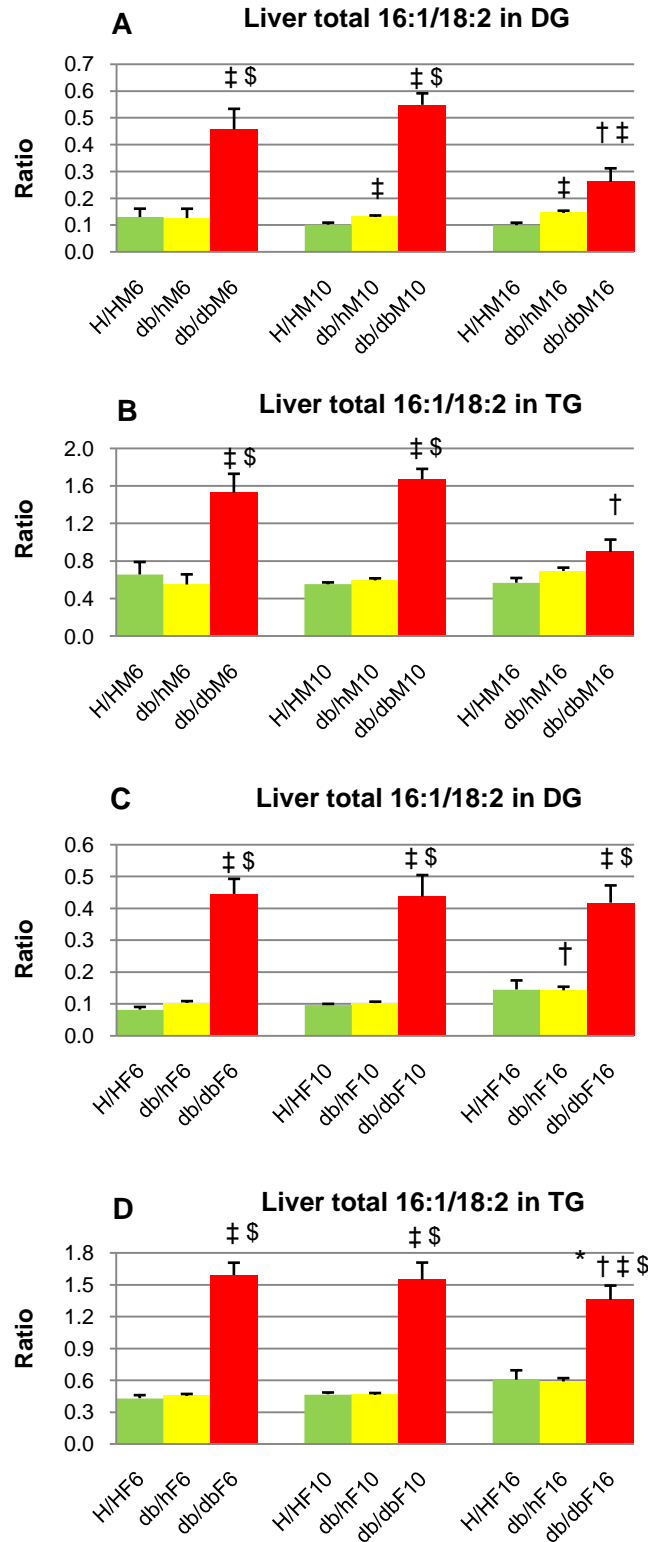 A Liver total 16:1/18:2 in DG
Ratio
0.7
0.6
0.5
0.4
0.3
0.2
0.1
0.0
‡ $
‡
‡ $
‡
† ‡
H/HM6
db/hM6
db/dbM6
H/HM10
db/hM10
db/dbM10
H/HM16
db/hM16
db/dbM16
B Liver total 16:1/18:2 in TG
Ratio
2.0
1.6
1.2
0.8
0.4
0.0
‡ $
‡ $
†
H/HM6
db/hM6
db/dbM6
H/HM10
db/hM10
db/dbM10
H/HM16
db/hM16
db/dbM16
C Liver total 16:1/18:2 in DG
Ratio
0.6
0.5
0.4
0.3
0.2
0.1
0.0
‡ $
‡ $
†
‡ $
H/HF6
db/hF6
db/dbF6
H/HF10
db/hF10
db/dbF10
H/HF16
db/hF16
db/dbF16
D Liver total 16:1/18:2 in TG
Ratio
1.8
1.5
1.2
0.9
0.6
0.3
0.0
‡ $
‡ $
* † ‡ $
H/HF6
db/hF6
db/dbF6
H/HF10
db/hF10
db/dbF10
H/HF16
db/hF16
db/dbF16